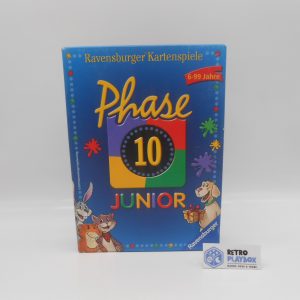 Ravensburger Kartenspiele
6-99 Jahre
Phase
10
JUNIOR
Ravensburger
RETRO
PLAYBOX